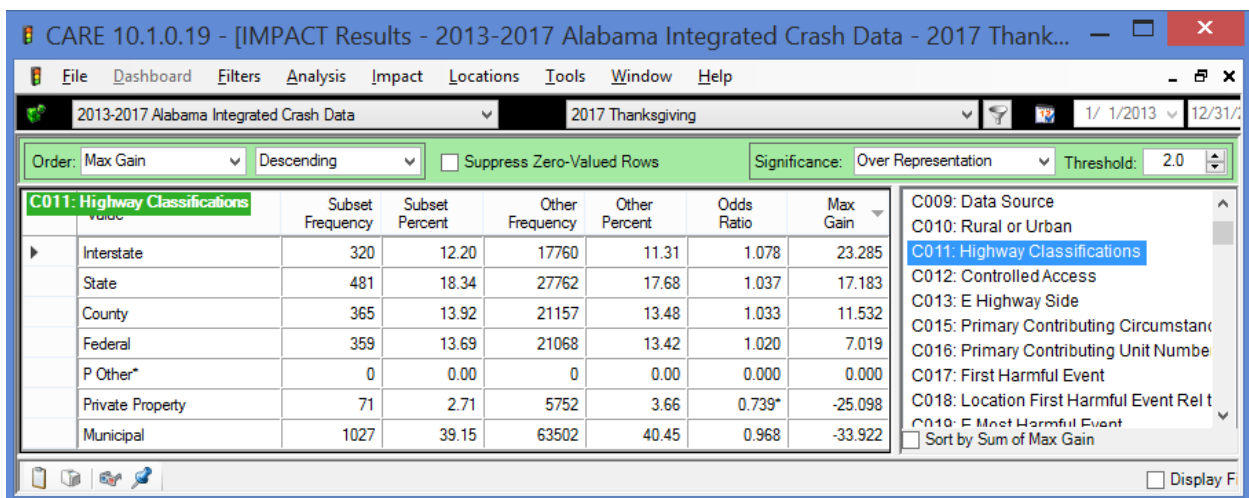 CARE 10.1.0.19 - [IMPACT Results - 2013-2017 Alabama Integrated Crash Data - 2017 Thank...
File Dashboard Filters Analysis Impact Locations Tools Window Help
2013-2017 Alabama Integrated Crash Data 2017 Thanksgiving 1/ 1/2013 12/31/
Order: Max Gain Descending Suppress Zero-Valued Rows Significance: Over Representation Threshold: 2.0
C011: Highway Classifications
Value Subset Frequency Subset Percent Other Frequency Other Percent Odds Ratio Max Gain
Interstate 320 12.20 17760 11.31 1.078 23.285
State 481 18.34 27762 17.68 1.037 17.183
County 365 13.92 21157 13.48 1.033 11.532
Federal 359 13.69 21068 13.42 1.020 7.019
P Other* 0 0.00 0 0.00 0.000 0.000
Private Property 71 2.71 5752 3.66 0.739* -25.098
Municipal 1027 39.15 63502 40.45 0.968 -33.922
C009: Data Source
C010: Rural or Urban
C011: Highway Classifications
C012: Controlled Access
C013: E Highway Side
C015: Primary Contributing Circumstanc
C016: Primary Contributing Unit Numbe
C017: First Harmful Event
C018: Location First Harmful Event Rel t
C019: E Most Harmful Event
Sort by Sum of Max Gain
Display Fi